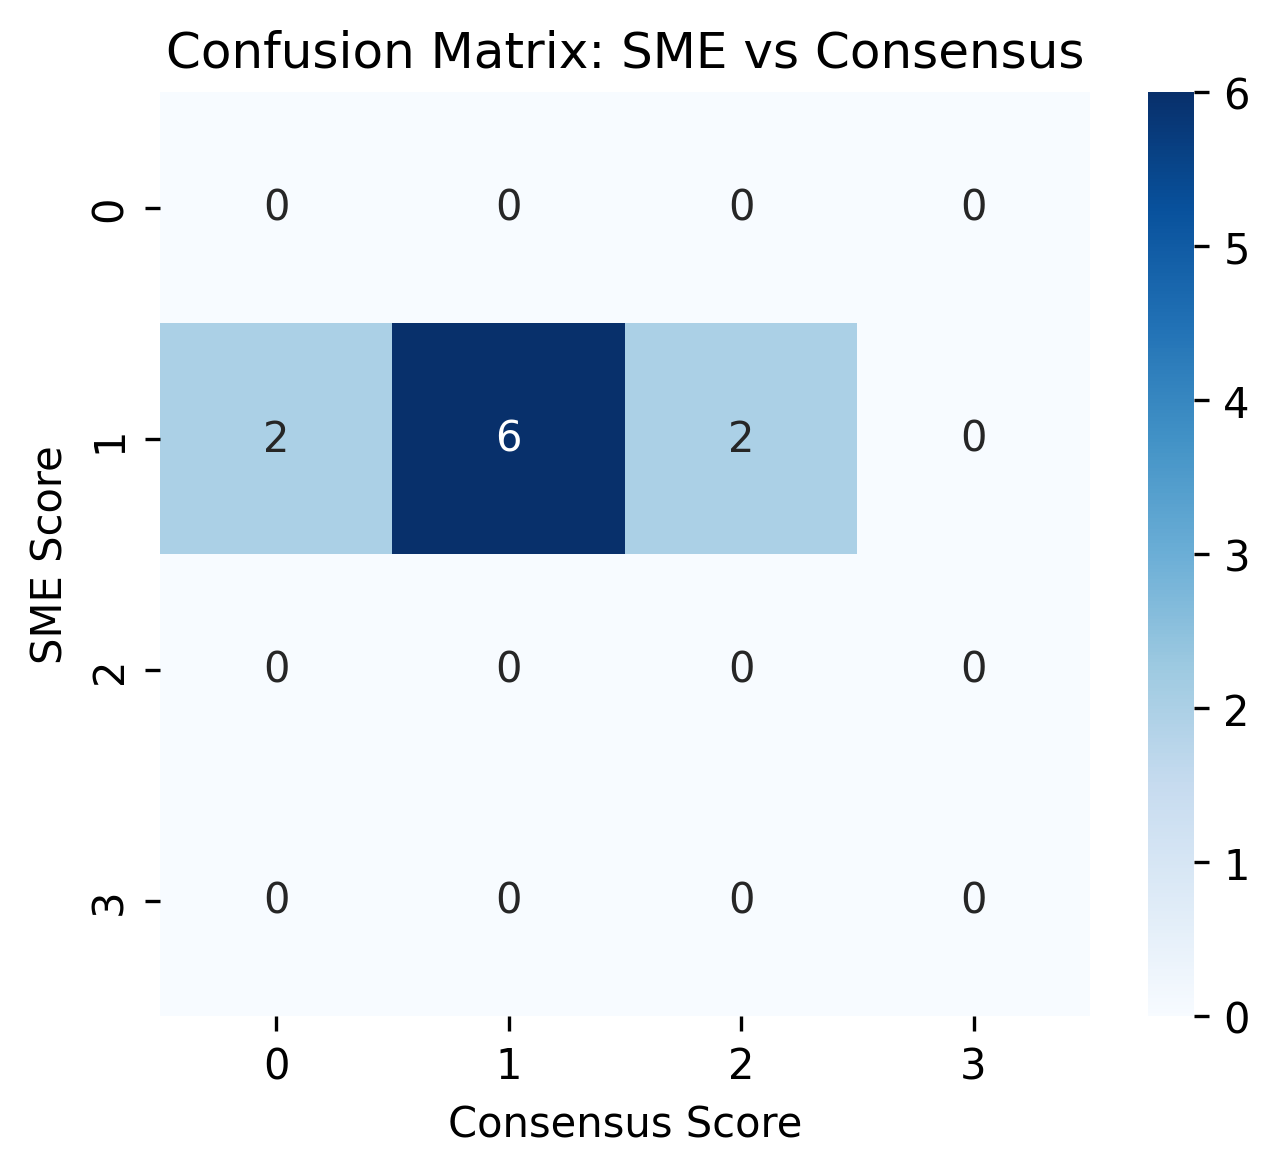 Confusion Matrix: SME vs Consensus
0 0 0 0 0
1 2 6 2 0
2 0 0 0 0
3 0 0 0 0
0 1 2 3
SME Score
Consensus Score
6
5
4
3
2
1
0